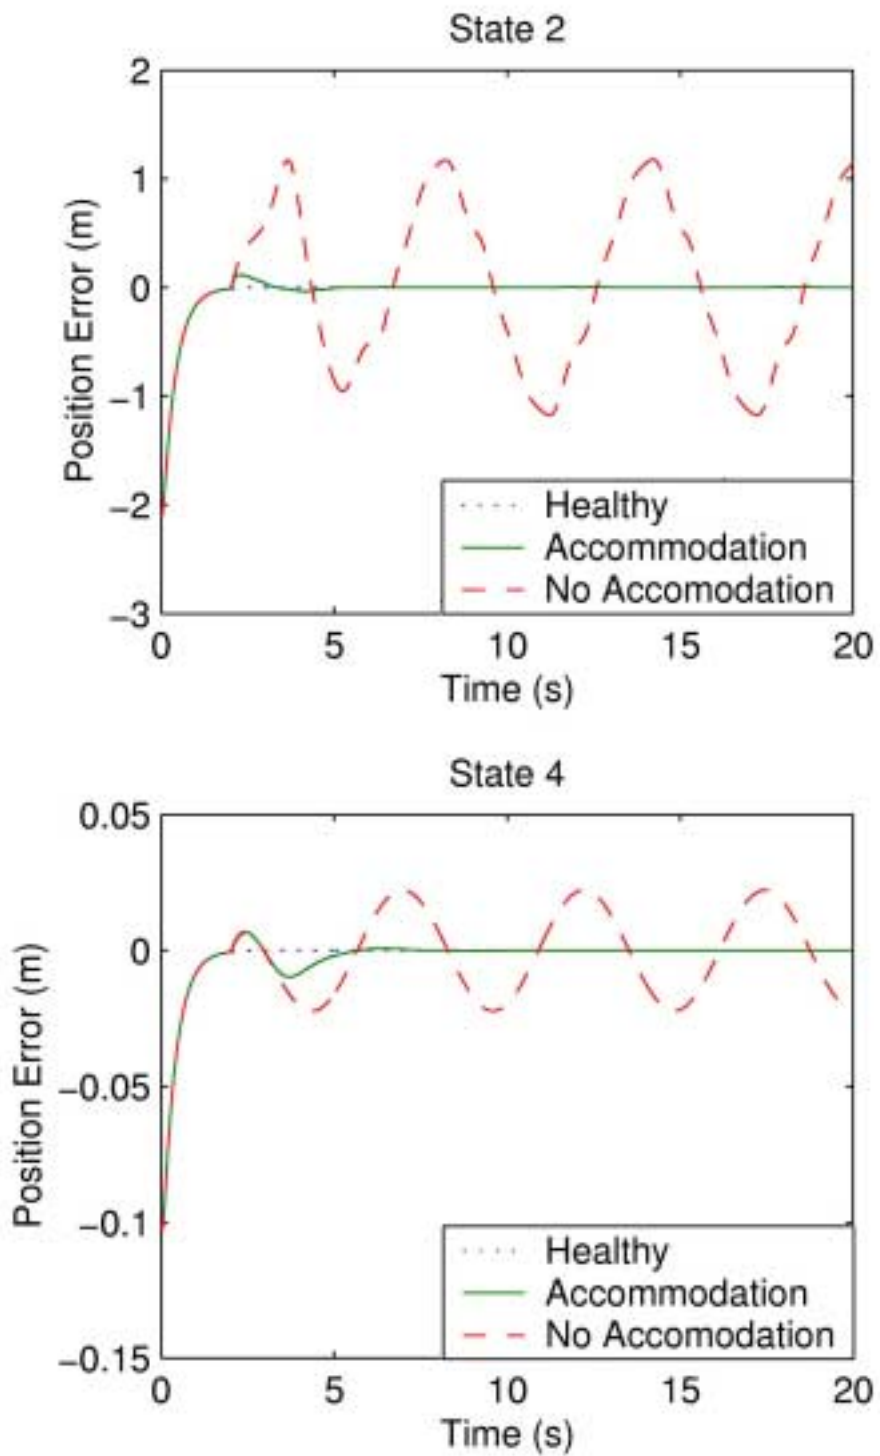 State 2
2
1
0
−1
−2
−3
Position Error (m)
Healthy
Accommodation
No Accomodation
0 5 10 15 20
Time (s)
State 4
0.05
0
−0.05
−0.1
−0.15
Position Error (m)
Healthy
Accommodation
No Accomodation
0 5 10 15 20
Time (s)